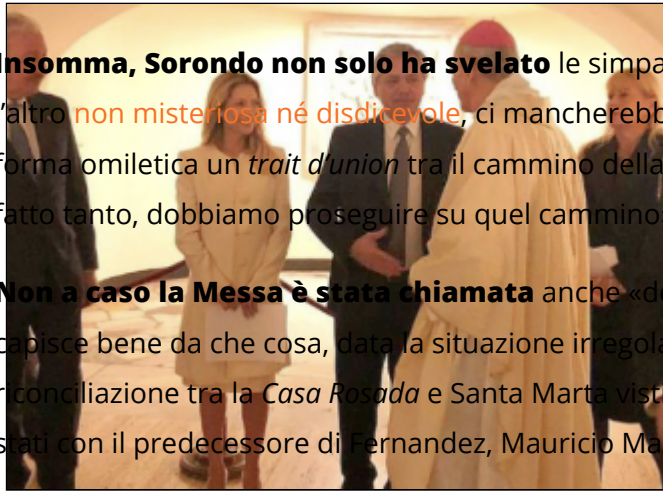 Insomma, Sorondo non solo ha svelato le simpa
l'altro non misteriosa né disdicevole, ci mancherebb
forma omiletica un trait d'union tra il cammino della
fatto tanto, dobbiamo proseguire su quel cammino
Non a caso la Messa è stata chiamata anche «de
capisce bene da che cosa, data la situazione irregola
riconciliazione tra la Casa Rosada e Santa Marta vist
stati con il predecessore di Fernandez, Mauricio Ma